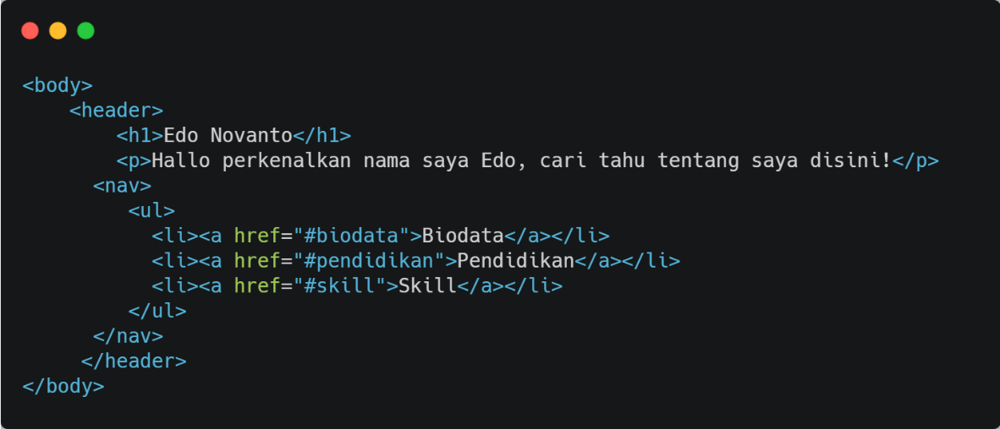 <body>
    <header>
        <h1>Edo Novanto</h1>
        <p>Hallo perkenalkan nama saya Edo, cari tahu tentang saya disini!</p>
      <nav>
         <ul>
           <li><a href="#biodata">Biodata</a></li>
           <li><a href="#pendidikan">Pendidikan</a></li>
           <li><a href="#skill">Skill</a></li>
         </ul>
      </nav>
     </header>
</body>